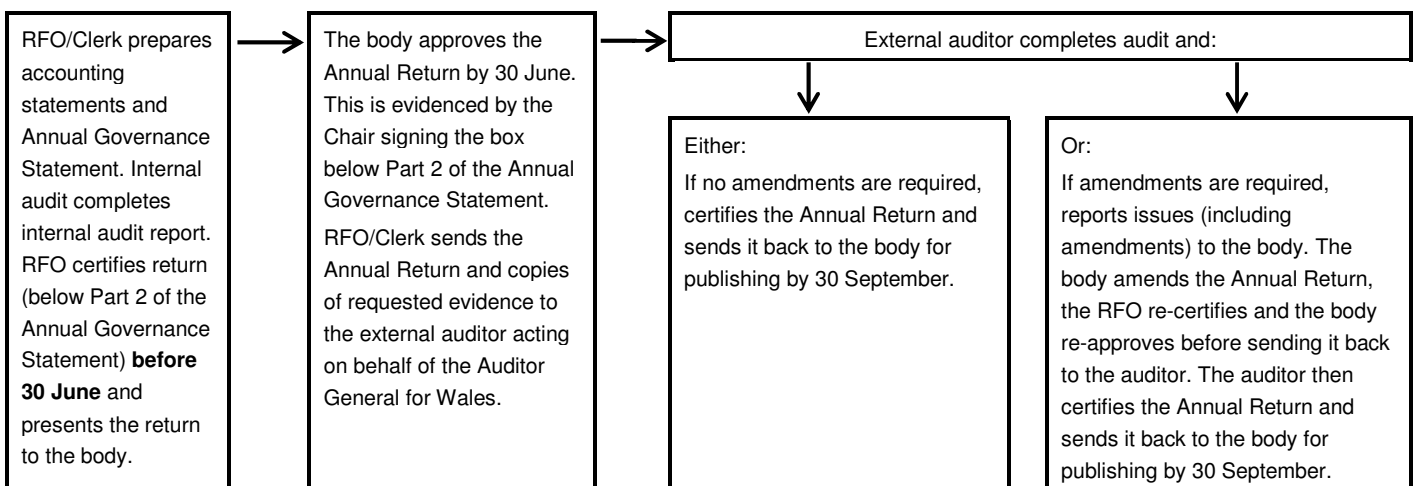 RFO/Clerk prepares
accounting
statements and
Annual Governance
Statement. Internal
audit completes
internal audit report.
RFO certifies return
(below Part 2 of the
Annual Governance
Statement) before
30 June and
presents the return
to the body.
The body approves the
Annual Return by 30 June.
This is evidenced by the
Chair signing the box
below Part 2 of the Annual
Governance Statement.
RFO/Clerk sends the
Annual Return and copies
of requested evidence to
the external auditor acting
on behalf of the Auditor
General for Wales.
External auditor completes audit and:
Either:
If no amendments are required,
certifies the Annual Return and
sends it back to the body for
publishing by 30 September.
Or:
If amendments are required,
reports issues (including
amendments) to the body. The
body amends the Annual Return,
the RFO re-certifies and the body
re-approves before sending it back
to the auditor. The auditor then
certifies the Annual Return and
sends it back to the body for
publishing by 30 September.